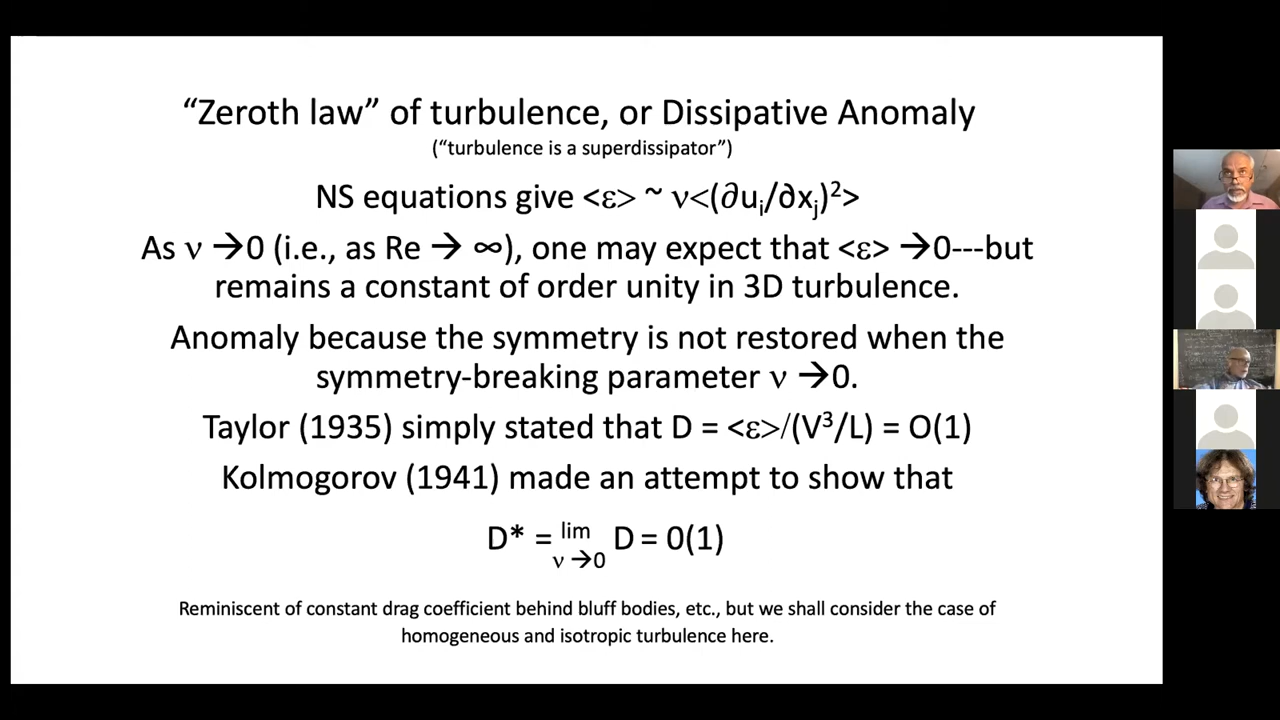 “Zeroth law” of turbulence, or Dissipative Anomaly
(“turbulence is a superdissipator”)
NS equations give <ε> ~ ν<(∂uᵢ/∂xⱼ)²>
As ν →0 (i.e., as Re → ∞), one may expect that <ε> →0---but
remains a constant of order unity in 3D turbulence.
Anomaly because the symmetry is not restored when the
symmetry-breaking parameter ν →0.
Taylor (1935) simply stated that D = <ε>/(V³/L) = O(1)
Kolmogorov (1941) made an attempt to show that
D* = lim D = 0(1)
ν →0
Reminiscent of constant drag coefficient behind bluff bodies, etc., but we shall consider the case of
homogeneous and isotropic turbulence here.